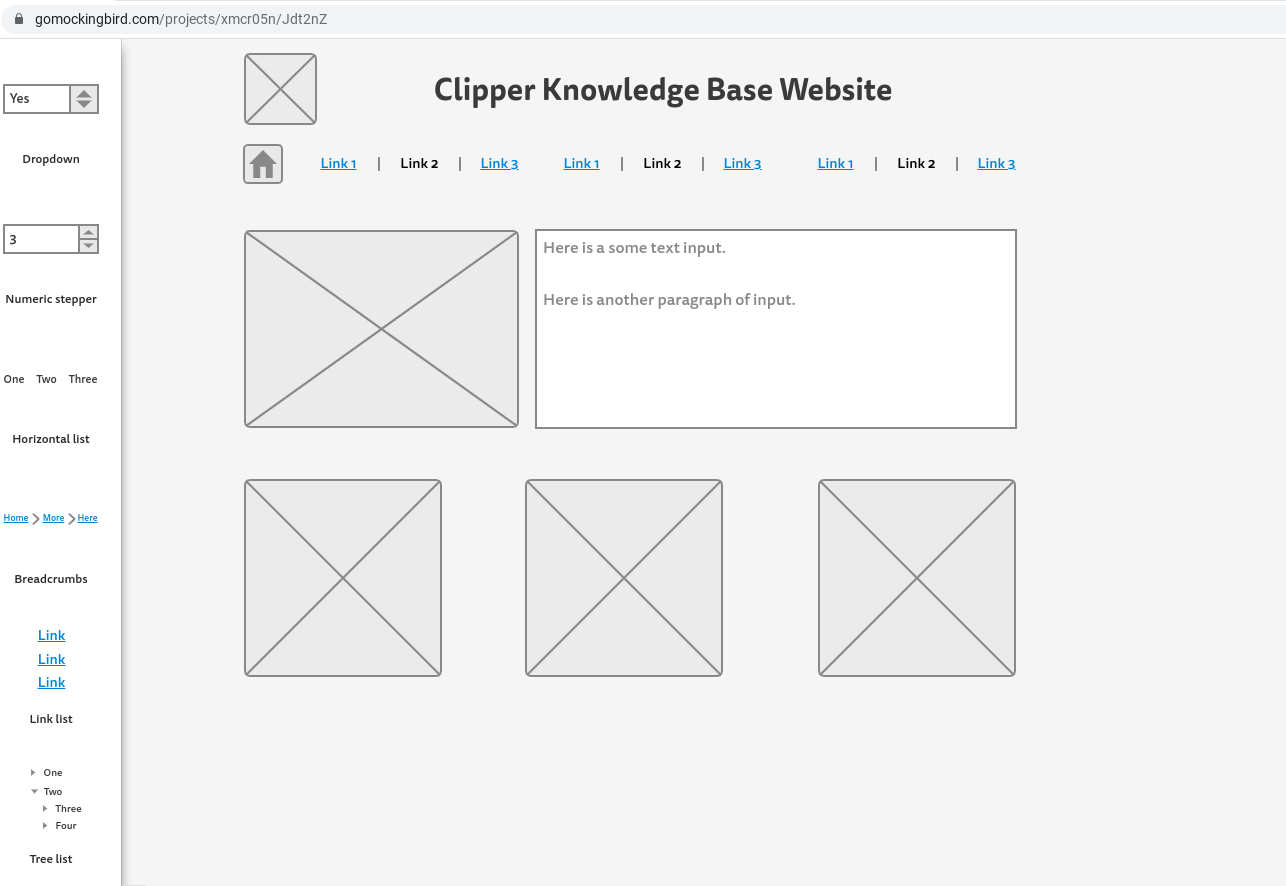 gomockingbird.com/projects/xmcr05n/Jdt2nZ
Yes
Dropdown
3
Numeric stepper
One Two Three
Horizontal list
Home More Here
Breadcrumbs
Link
Link
Link
Link list
One
Two
Three
Four
Tree list
Clipper Knowledge Base Website
Link 1 | Link 2 | Link 3 Link 1 | Link 2 | Link 3 Link 1 | Link 2 | Link 3
Here is a some text input.
Here is another paragraph of input.